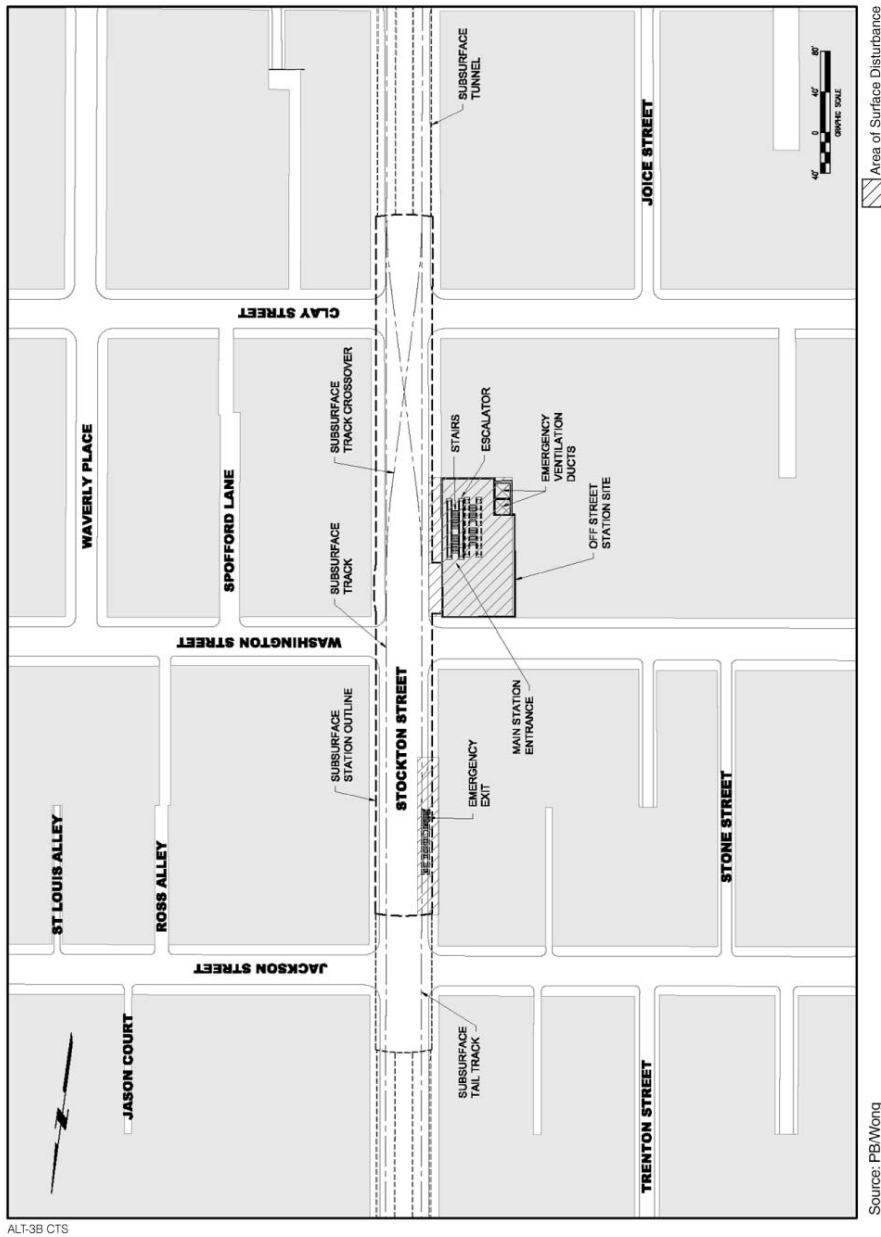 ALT-3B CTS
JASON COURT
ST LOUIS ALLEY
ROSS ALLEY
WAVERLY PLACE
SPOFFORD LANE
JACKSON STREET
WASHINGTON STREET
CLAY STREET
SUBSURFACE
STATION OUTLINE
SUBSURFACE
TRACK
SUBSURFACE
TRACK CROSSOVER
STOCKTON STREET
SUBSURFACE
TUNNEL
SUBSURFACE
TAIL TRACK
EMERGENCY
EXIT
MAIN STATION
ENTRANCE
STAIRS
ESCALATOR
EMERGENCY
VENTILATION
DUCTS
OFF STREET
STATION SITE
TRENTON STREET
STONE STREET
JOICE STREET
40' 0 40' 80'
GRAPHIC SCALE
Source: PB/Wong
Area of Surface Disturbance